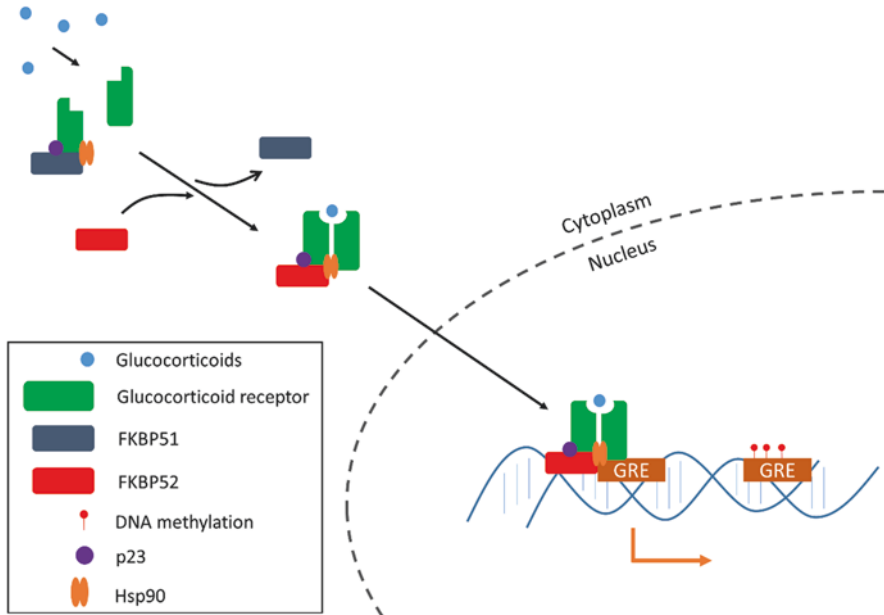 Cytoplasm
Nucleus
Glucocorticoids
Glucocorticoid receptor
FKBP51
FKBP52
DNA methylation
p23
Hsp90
GRE
GRE